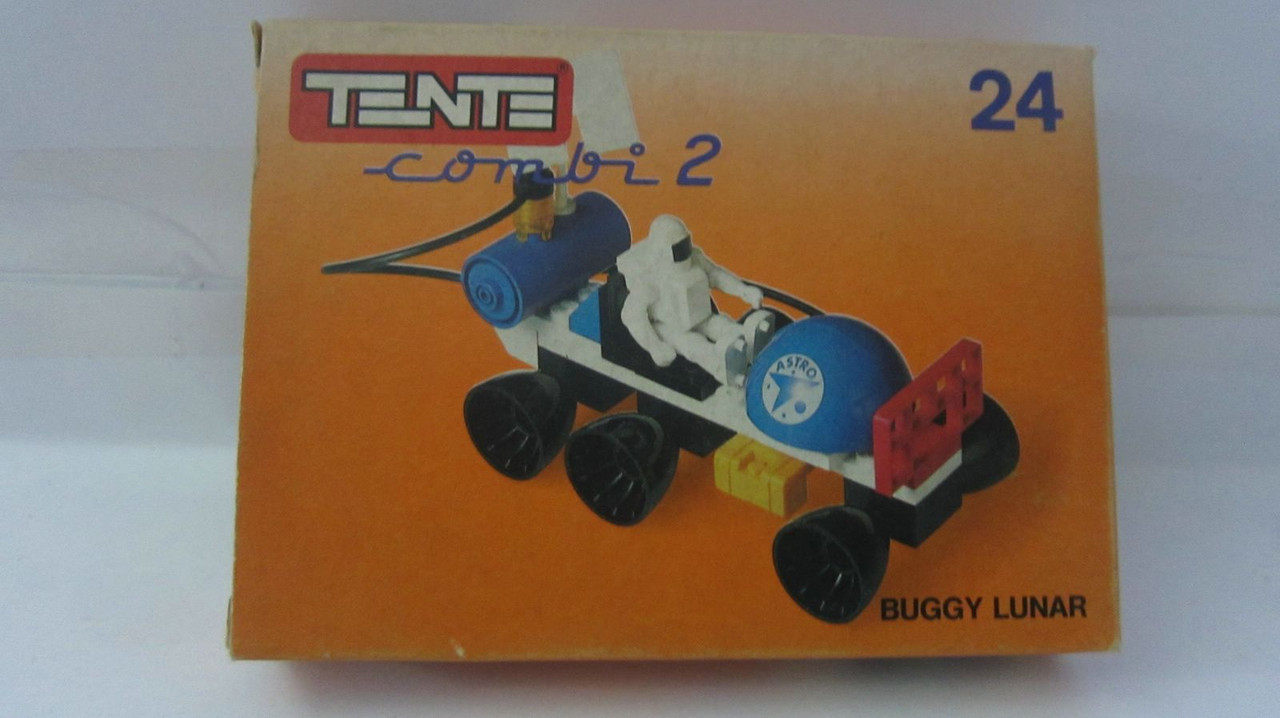 TENTE®
24
combi 2
ASTRO
BUGGY LUNAR